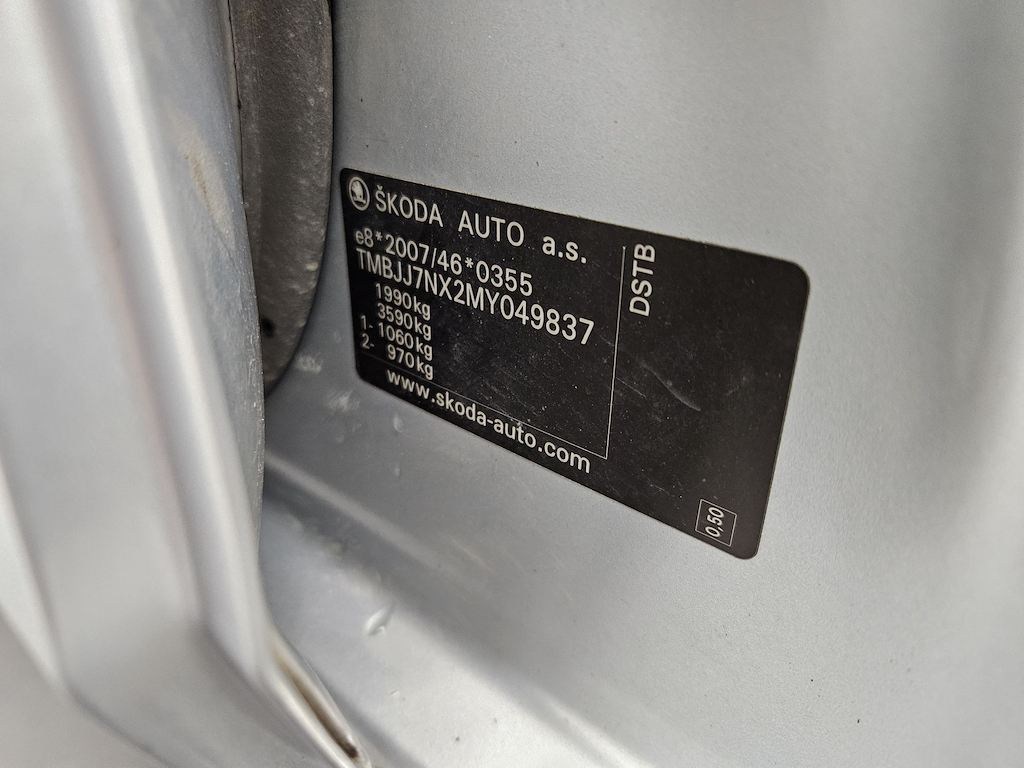 ŠKODA AUTO a.s.
e8*2007/46*0355
TMBJJ7NX2MY049837
1990kg
3590kg
1- 1060kg
2- 970kg
www.skoda-auto.com
DSTB
0.50